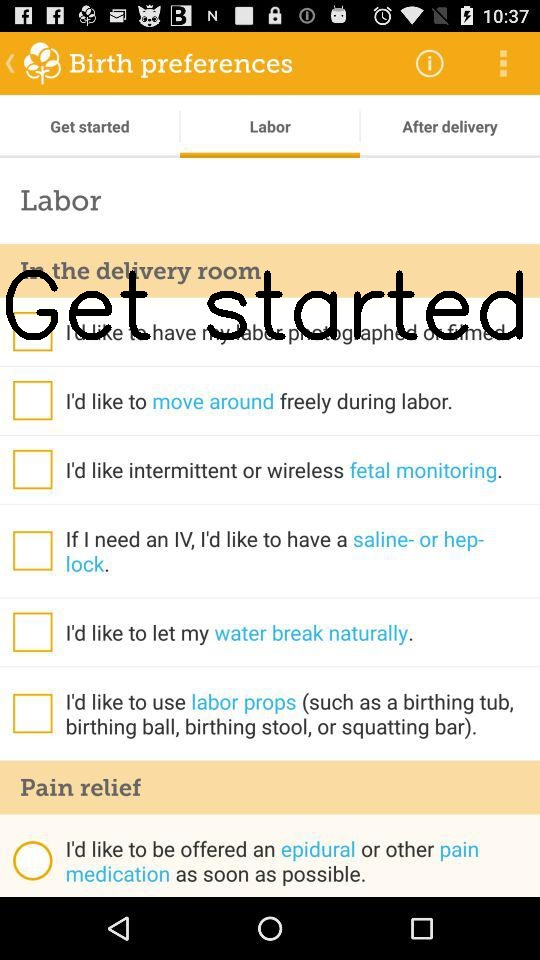 10:37
Birth preferences
Get started
Labor
After delivery
Labor
In the delivery room
Get started
I'd like to have my labor photographed or filmed.
I'd like to move around freely during labor.
I'd like intermittent or wireless fetal monitoring.
If I need an IV, I'd like to have a saline- or hep-
lock.
I'd like to let my water break naturally.
I'd like to use labor props (such as a birthing tub,
birthing ball, birthing stool, or squatting bar).
Pain relief
I'd like to be offered an epidural or other pain
medication as soon as possible.